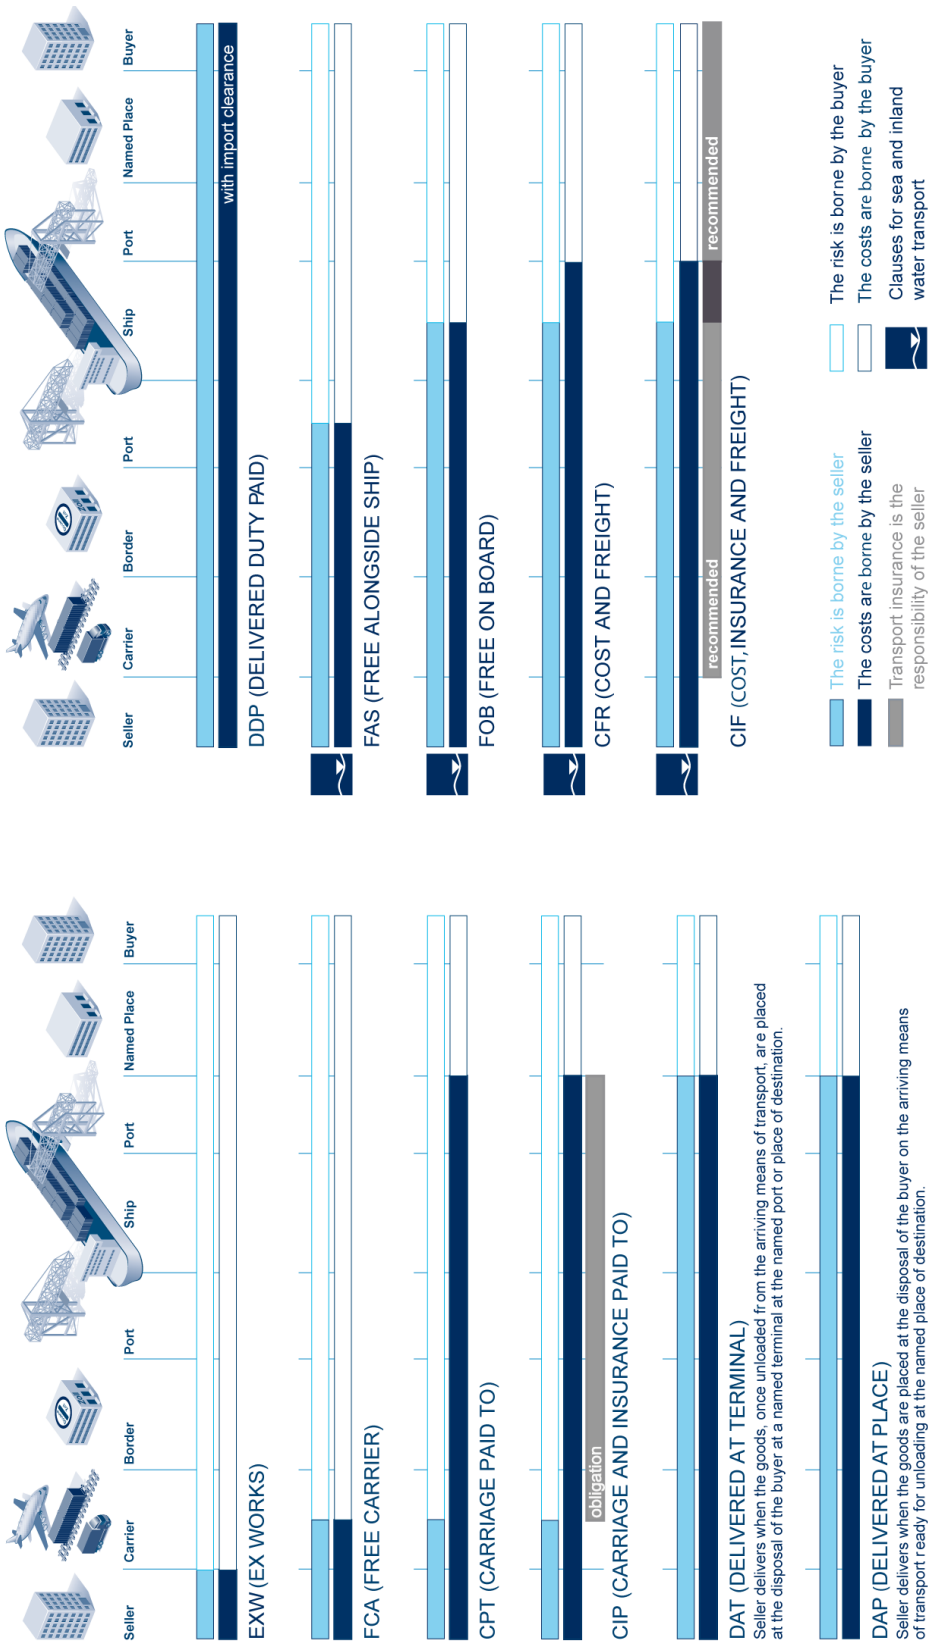 Seller
Carrier
Border
Port
Ship
Port
Named Place
Buyer
EXW (EX WORKS)
FCA (FREE CARRIER)
CPT (CARRIAGE PAID TO)
obligation
CIP (CARRIAGE AND INSURANCE PAID TO)
DAT (DELIVERED AT TERMINAL)
Seller delivers when the goods, once unloaded from the arriving means of transport, are placed
at the disposal of the buyer at a named terminal at the named port or place of destination.
DAP (DELIVERED AT PLACE)
Seller delivers when the goods are placed at the disposal of the buyer on the arriving means
of transport ready for unloading at the named place of destination.
Seller
Carrier
Border
Port
Ship
Port
Named Place
Buyer
with import clearance
DDP (DELIVERED DUTY PAID)
FAS (FREE ALONGSIDE SHIP)
FOB (FREE ON BOARD)
CFR (COST AND FREIGHT)
recommended
recommended
CIF (COST,INSURANCE AND FREIGHT)
The risk is borne by the seller
The costs are borne by the seller
Transport insurance is the
responsibility of the seller
The risk is borne by the buyer
The costs are borne by the buyer
Clauses for sea and inland
water transport